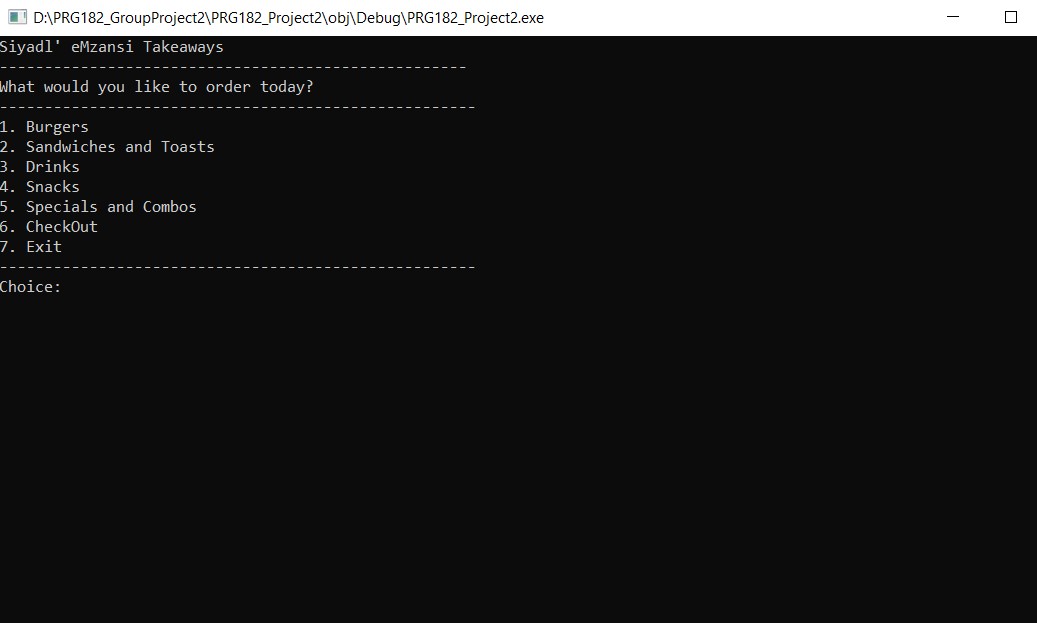 D:\PRG182_GroupProject2\PRG182_Project2\obj\Debug\PRG182_Project2.exe
Siyadl' eMzansi Takeaways
----------------------------------------------------
What would you like to order today?
-----------------------------------------------------
1. Burgers
2. Sandwiches and Toasts
3. Drinks
4. Snacks
5. Specials and Combos
6. CheckOut
7. Exit
-----------------------------------------------------
Choice: